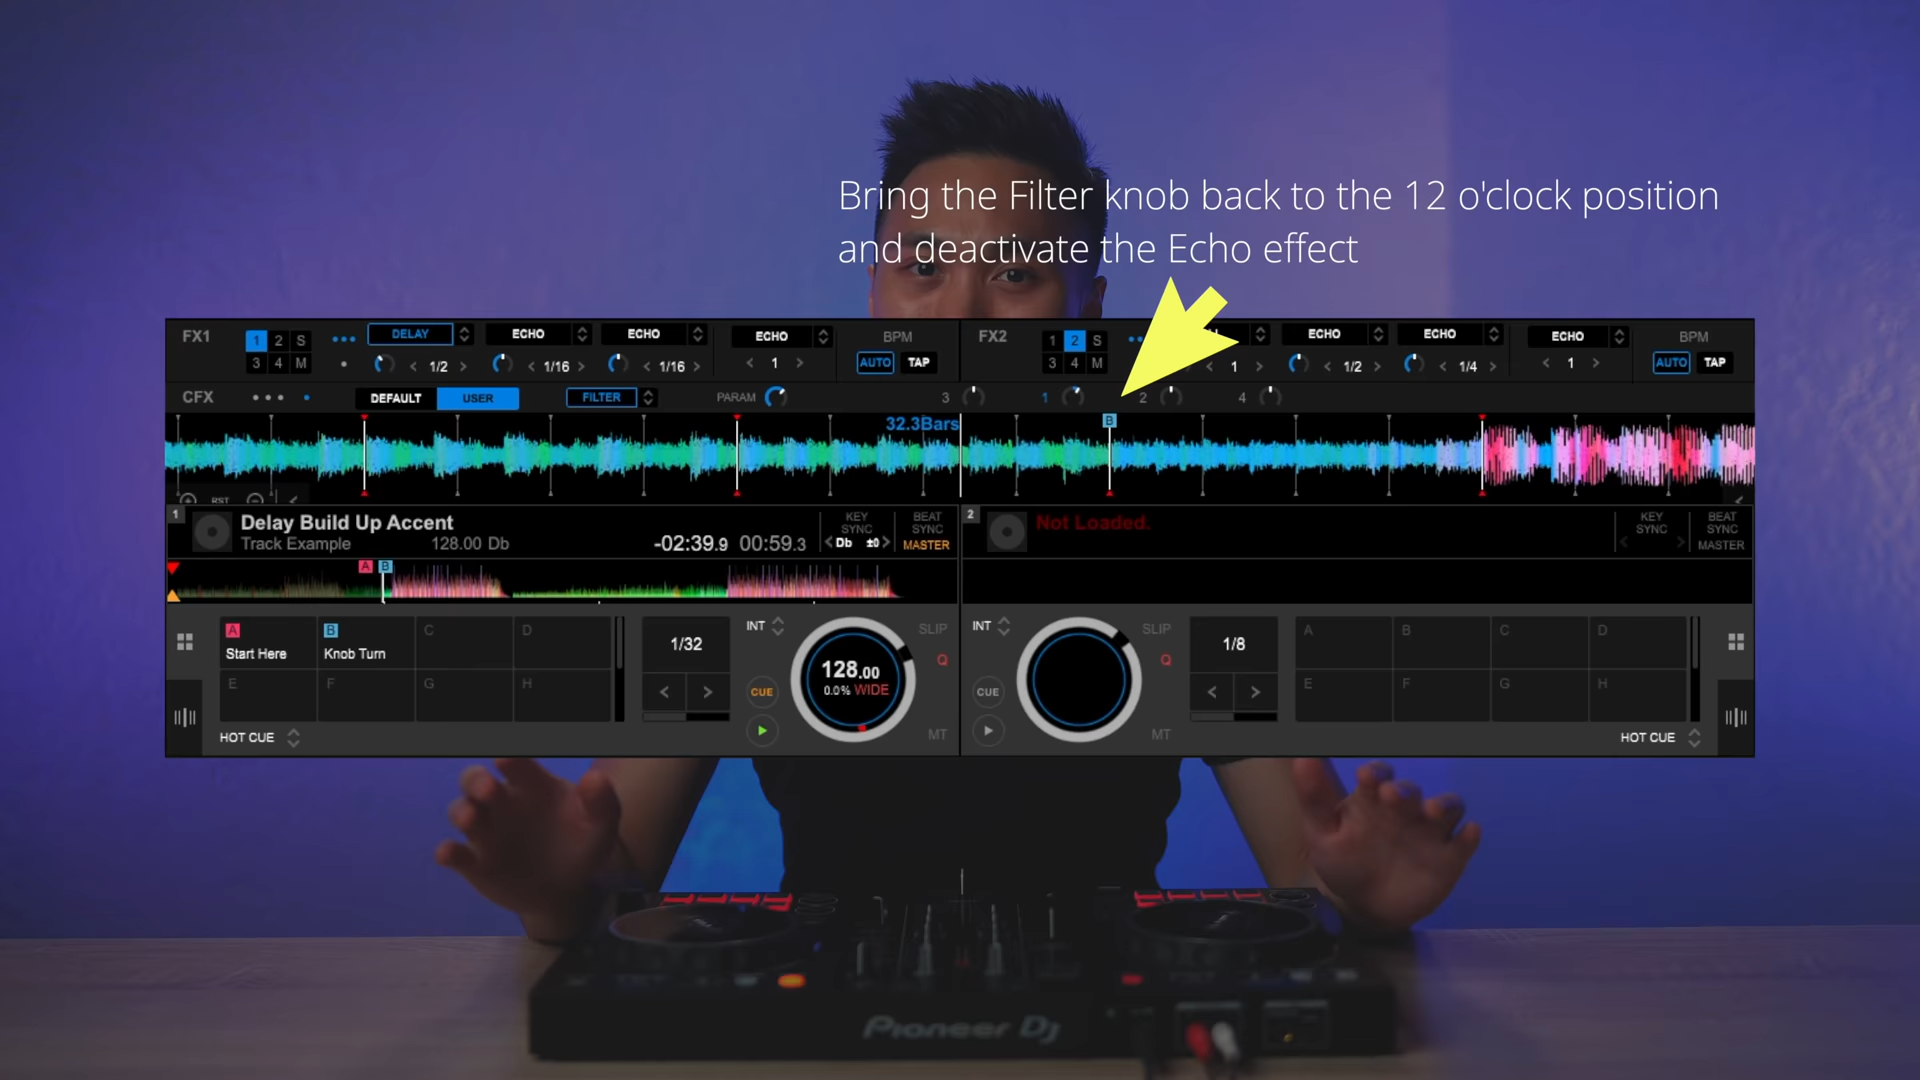 Bring the Filter knob back to the 12 o'clock position
and deactivate the Echo effect
FX1 1 2 S DELAY ECHO ECHO ECHO BPM FX2 1 2 S ECHO ECHO ECHO BPM
3 4 M 1/2 1/16 1/16 1 AUTO TAP 3 4 M 1 1/2 1/4 1 AUTO TAP
CFX DEFAULT USER FILTER PARAM 3 1 2 4
32.3Bars B
RST
1 Delay Build Up Accent KEY SYNC BEAT SYNC 2 Not Loaded. KEY SYNC BEAT SYNC
Track Example 128.00 Db -02:39.9 00:59.3 Db ±0 MASTER MASTER
A B
A B C D INT SLIP INT SLIP A B C D
Start Here Knob Turn 1/32 128.00 Q 1/8 Q
E F G H CUE 0.0% WIDE CUE E F G H
HOT CUE MT MT HOT CUE
Pioneer Dj